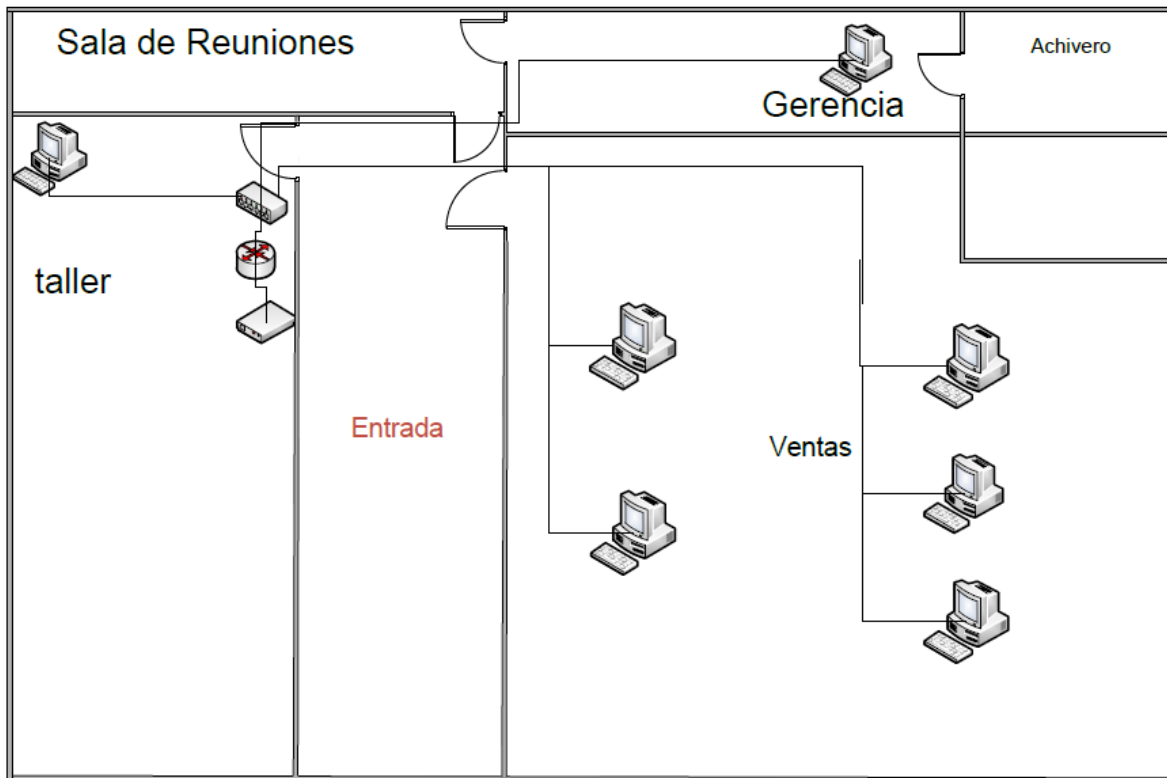 Sala de Reuniones
Achivero
Gerencia
taller
Entrada
Ventas